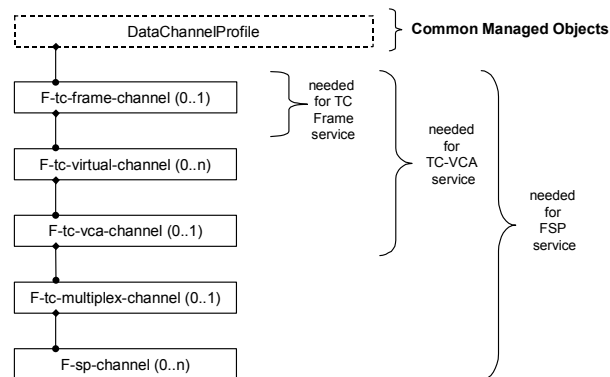 DataChannelProfile
Common Managed Objects
F-tc-frame-channel (0..1)
needed
for TC
Frame
service
F-tc-virtual-channel (0..n)
needed
for
TC-VCA
service
F-tc-vca-channel (0..1)
needed
for
FSP
service
F-tc-multiplex-channel (0..1)
F-sp-channel (0..n)